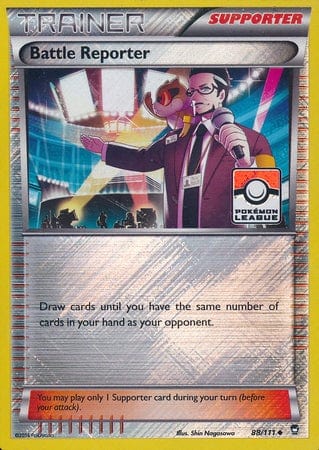 TRAINER SUPPORTER
Battle Reporter
POKÉMON
LEAGUE
Draw cards until you have the same number of
cards in your hand as your opponent.
You may play only 1 Supporter card during your turn (before
your attack).
Illus. Shin Nagasawa 88/111